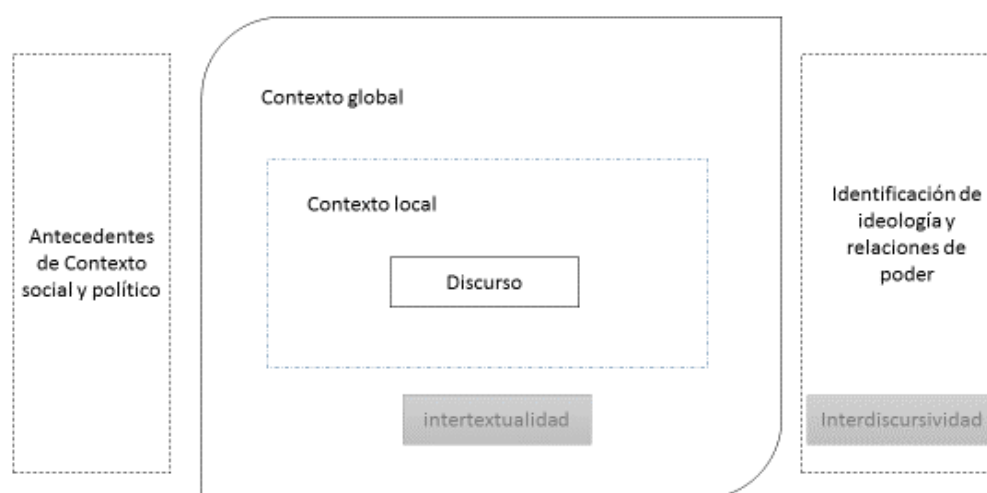 Contexto global
Contexto local
Discurso
intertextualidad
Antecedentes
de Contexto
social y político
Identificación de
ideología y
relaciones de
poder
Interdiscursividad